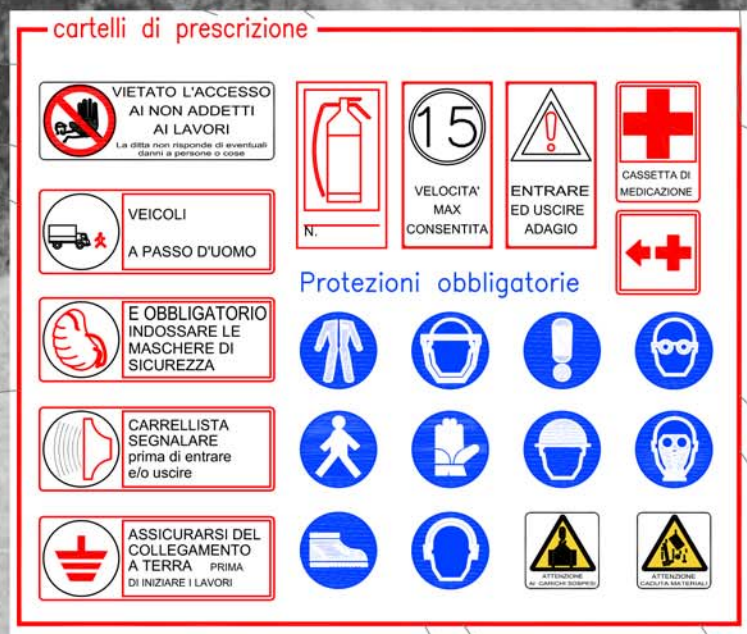 cartelli di prescrizione
VIETATO L'ACCESSO
AI NON ADDETTI
AI LAVORI
La ditta non risponde di eventuali
danni a persone o cose
VEICOLI
A PASSO D'UOMO
E OBBLIGATORIO
INDOSSARE LE
MASCHERE DI
SICUREZZA
CARRELLISTA
SEGNALARE
prima di entrare
e/o uscire
ASSICURARSI DEL
COLLEGAMENTO
A TERRA PRIMA
DI INIZIARE I LAVORI
N.
15
VELOCITA'
MAX
CONSENTITA
ENTRARE
ED USCIRE
ADAGIO
CASSETTA DI
MEDICAZIONE
Protezioni obbligatorie
ATTENZIONE
AI CARICHI SOSPESI
ATTENZIONE
CADUTA MATERIALI